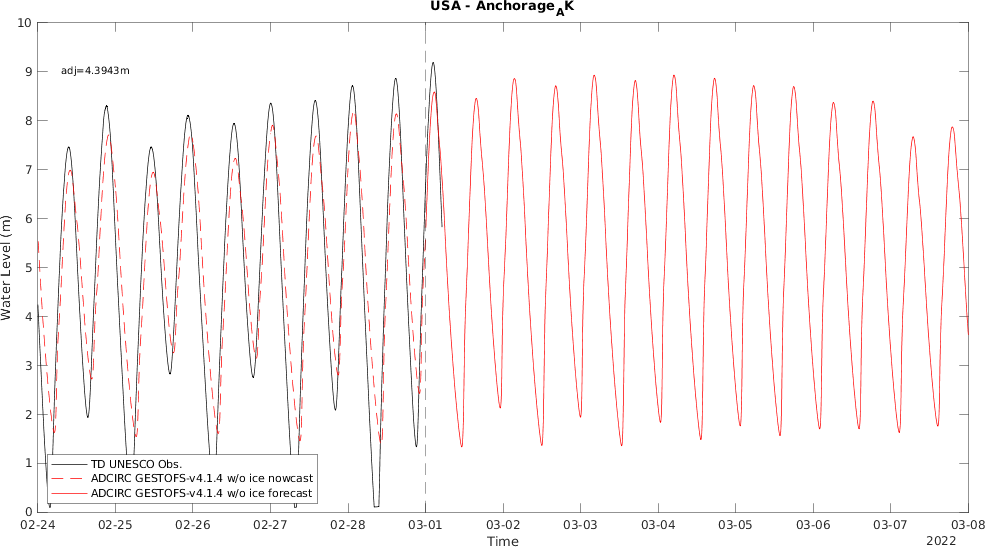 USA - Anchorage_AK
10
9
8
7
6
5
4
3
2
1
0
Water Level (m)
adj=4.3943m
TD UNESCO Obs.
ADCIRC GESTOFS-v4.1.4 w/o ice nowcast
ADCIRC GESTOFS-v4.1.4 w/o ice forecast
02-24 02-25 02-26 02-27 02-28 03-01 03-02 03-03 03-04 03-05 03-06 03-07 03-08
Time
2022